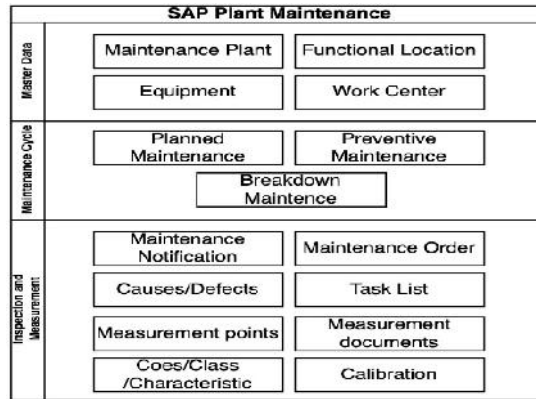 SAP Plant Maintenance
Master Data
Maintenance Plant
Functional Location
Equipment
Work Center
Maintenance Cycle
Planned
Maintenance
Preventive
Maintenance
Breakdown
Maintence
Inspection and
Measurement
Maintenance
Notification
Maintenance Order
Causes/Defects
Task List
Measurement points
Measurement
documents
Coes/Class
/Characteristic
Calibration